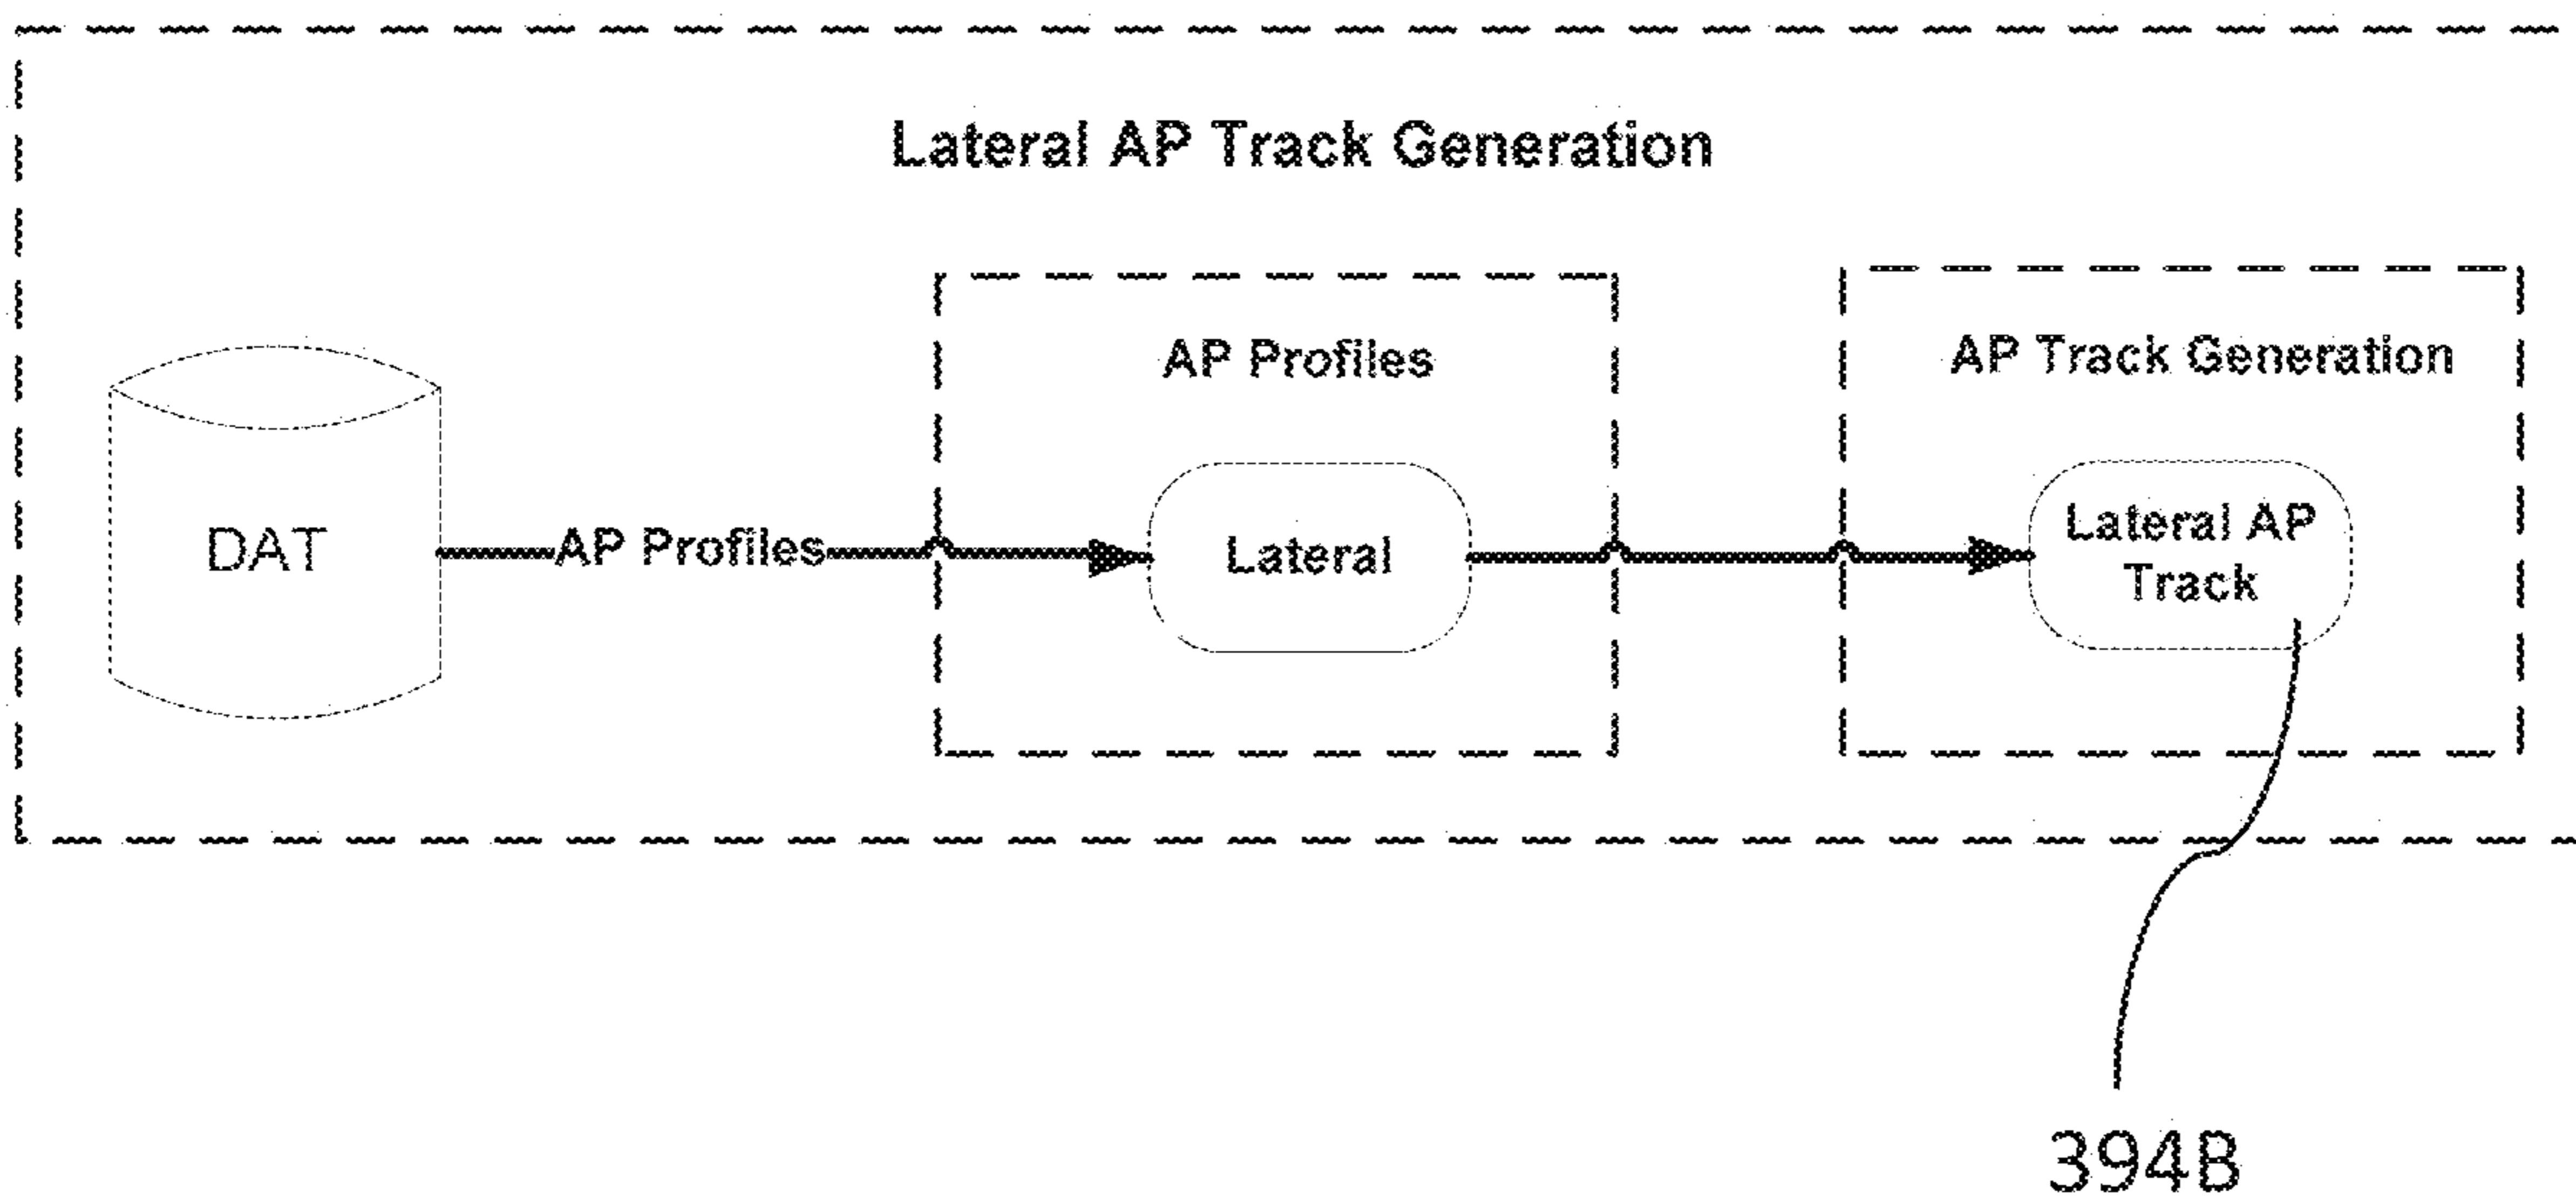 Lateral AP Track Generation
AP Profiles
AP Track Generation
DAT
AP Profiles
Lateral
Lateral AP
Track
394B